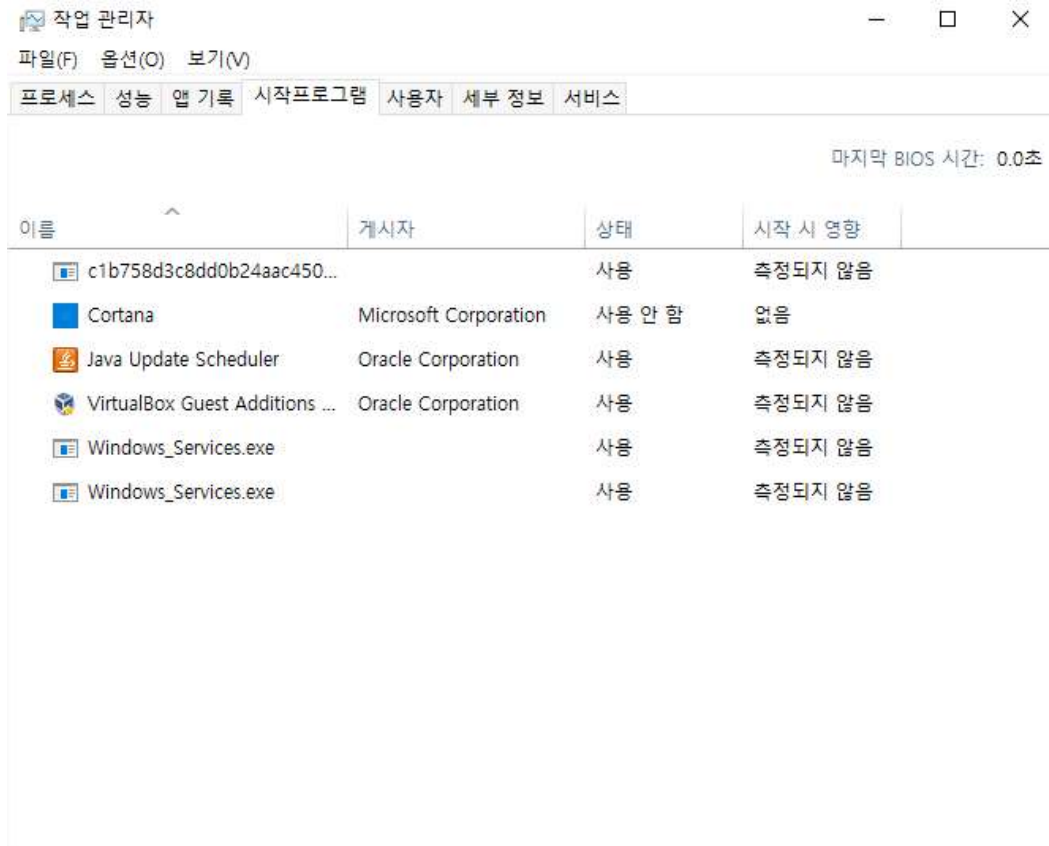 작업 관리자
파일(F) 옵션(O) 보기(V)
프로세스 성능 앱 기록 시작프로그램 사용자 세부 정보 서비스
마지막 BIOS 시간: 0.0초
이름 게시자 상태 시작 시 영향
c1b758d3c8dd0b24aac450... 사용 측정되지 않음
Cortana Microsoft Corporation 사용 안 함 없음
Java Update Scheduler Oracle Corporation 사용 측정되지 않음
VirtualBox Guest Additions ... Oracle Corporation 사용 측정되지 않음
Windows_Services.exe 사용 측정되지 않음
Windows_Services.exe 사용 측정되지 않음